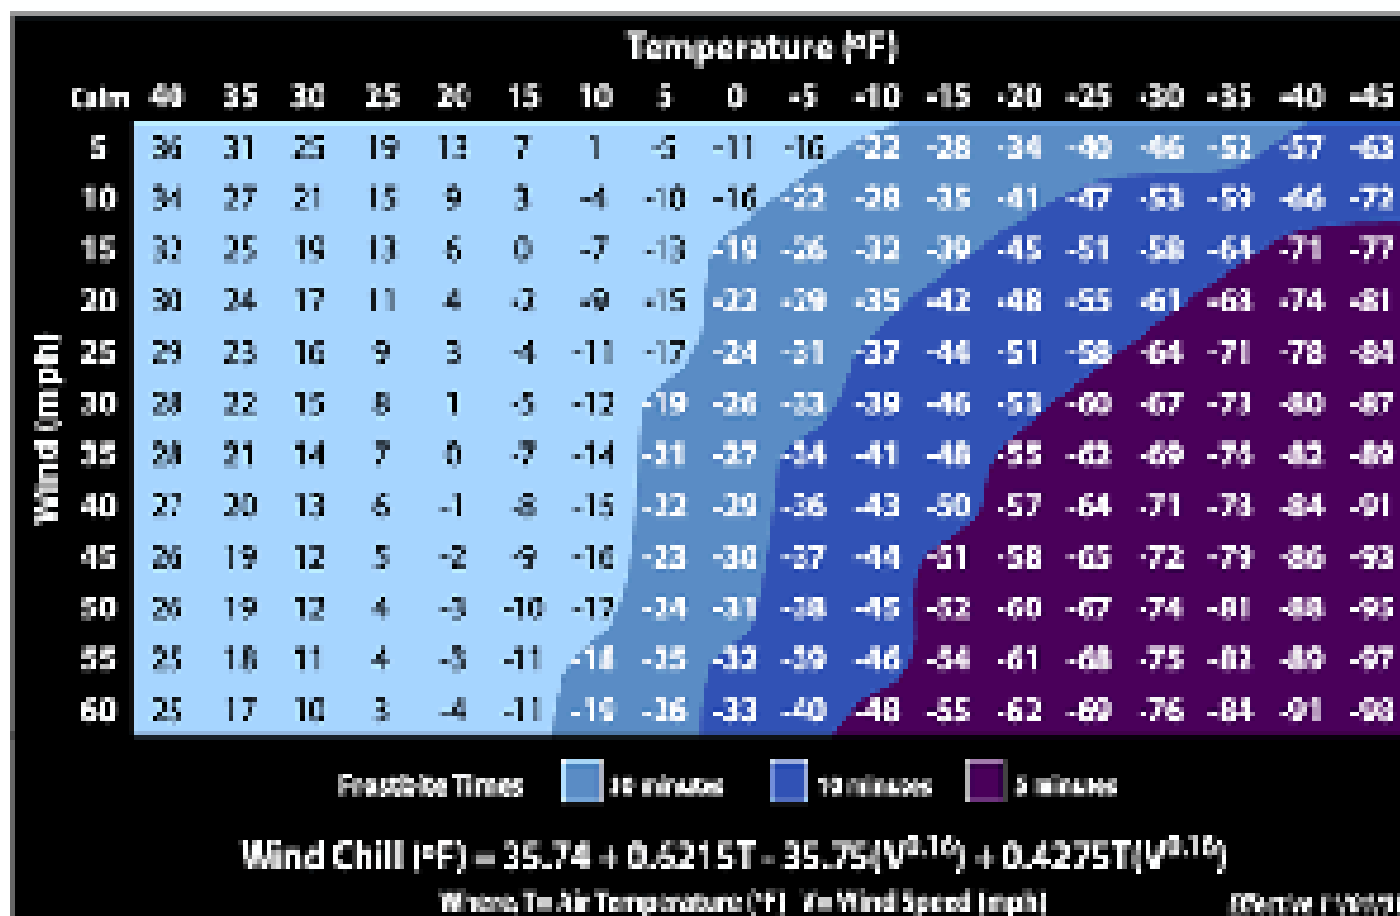 Temperature (°F)
Calm 40 35 30 25 20 15 10 5 0 -5 -10 -15 -20 -25 -30 -35 -40 -45
5 36 31 25 19 13 7 1 -5 -11 -16 -22 -28 -34 -40 -46 -52 -57 -63
10 34 27 21 15 9 3 -4 -10 -16 -22 -28 -35 -41 -47 -53 -59 -66 -72
15 32 25 19 13 6 0 -7 -13 -19 -26 -32 -39 -45 -51 -58 -64 -71 -77
20 30 24 17 11 4 -2 -9 -15 -22 -29 -35 -42 -48 -55 -61 -68 -74 -81
Wind (mph)
25 29 23 16 9 3 -4 -11 -17 -24 -31 -37 -44 -51 -58 -64 -71 -78 -84
30 28 22 15 8 1 -5 -12 -19 -26 -33 -39 -46 -53 -60 -67 -73 -80 -87
35 28 21 14 7 0 -7 -14 -21 -27 -34 -41 -48 -55 -62 -69 -76 -82 -89
40 27 20 13 6 -1 -8 -15 -22 -29 -36 -43 -50 -57 -64 -71 -78 -84 -91
45 26 19 12 5 -2 -9 -16 -23 -30 -37 -44 -51 -58 -65 -72 -79 -86 -93
50 26 19 12 4 -3 -10 -17 -24 -31 -38 -45 -52 -60 -67 -74 -81 -88 -95
55 25 18 11 4 -3 -11 -18 -25 -32 -39 -46 -54 -61 -68 -75 -82 -89 -97
60 25 17 10 3 -4 -11 -19 -26 -33 -40 -48 -55 -62 -69 -76 -84 -91 -98
Frostbite Times 30 minutes 10 minutes 5 minutes
Wind Chill (°F) = 35.74 + 0.6215T - 35.75(V^0.16) + 0.4275T(V^0.16)
Where, T= Air Temperature (°F) V= Wind Speed (mph) Effective